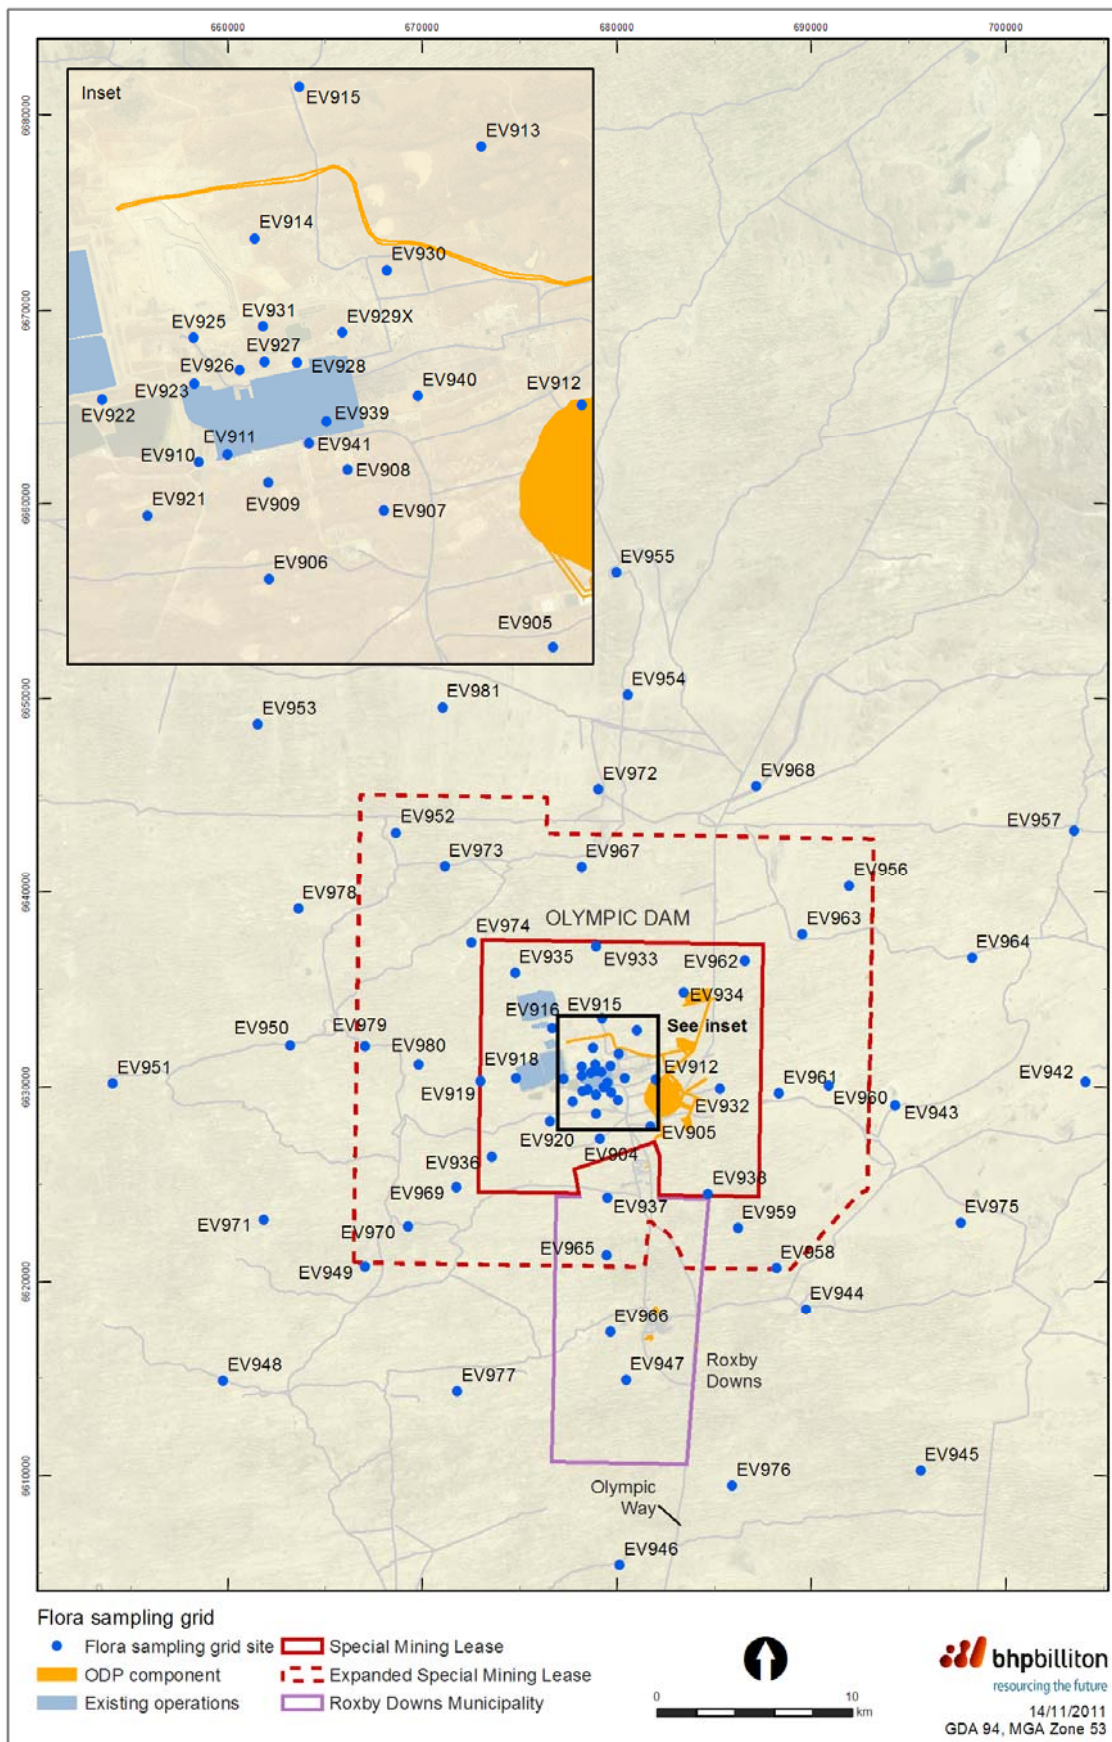 660000
670000
680000
690000
700000
6680000
6670000
6660000
6650000
6640000
6630000
6620000
6610000
Inset
EV915
EV913
EV914
EV930
EV931
EV929X
EV925
EV927
EV926
EV928
EV923
EV940
EV912
EV922
EV939
EV911
EV941
EV910
EV908
EV921
EV909
EV907
EV906
EV905
EV955
EV954
EV981
EV953
EV972
EV968
EV957
EV952
EV973
EV967
EV956
EV978
EV974
OLYMPIC DAM
EV963
EV935
EV933
EV962
EV964
EV934
EV916
EV915
See inset
EV950
EV979
EV980
EV951
EV918
EV912
EV942
EV919
EV961
EV932
EV960
EV943
EV920
EV905
EV904
EV936
EV938
EV969
EV937
EV959
EV975
EV971
EV970
EV965
EV958
EV949
EV944
EV966
EV948
EV977
EV947
Roxby
Downs
EV976
EV945
Olympic
Way
EV946
Flora sampling grid
Flora sampling grid site
Special Mining Lease
ODP component
Expanded Special Mining Lease
Existing operations
Roxby Downs Municipality
0
10
km
bhpbilliton
resourcing the future
14/11/2011
GDA 94, MGA Zone 53